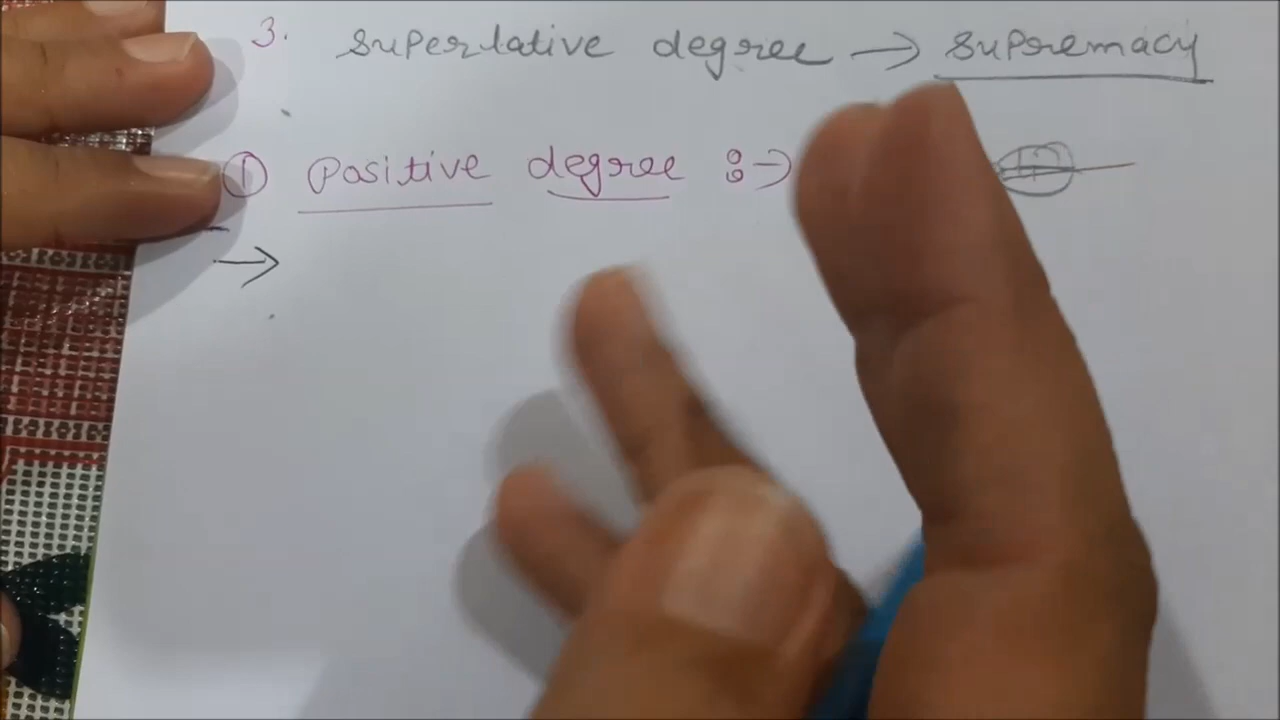 3. Superlative degree → Supremacy
① Positive degree :→
→